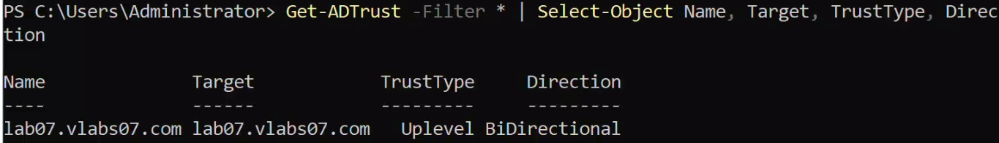 PS C:\Users\Administrator> Get-ADTrust -Filter * | Select-Object Name, Target, TrustType, Direc
tion
Name Target TrustType Direction
---- ------ --------- ---------
lab07.vlabs07.com lab07.vlabs07.com Uplevel BiDirectional